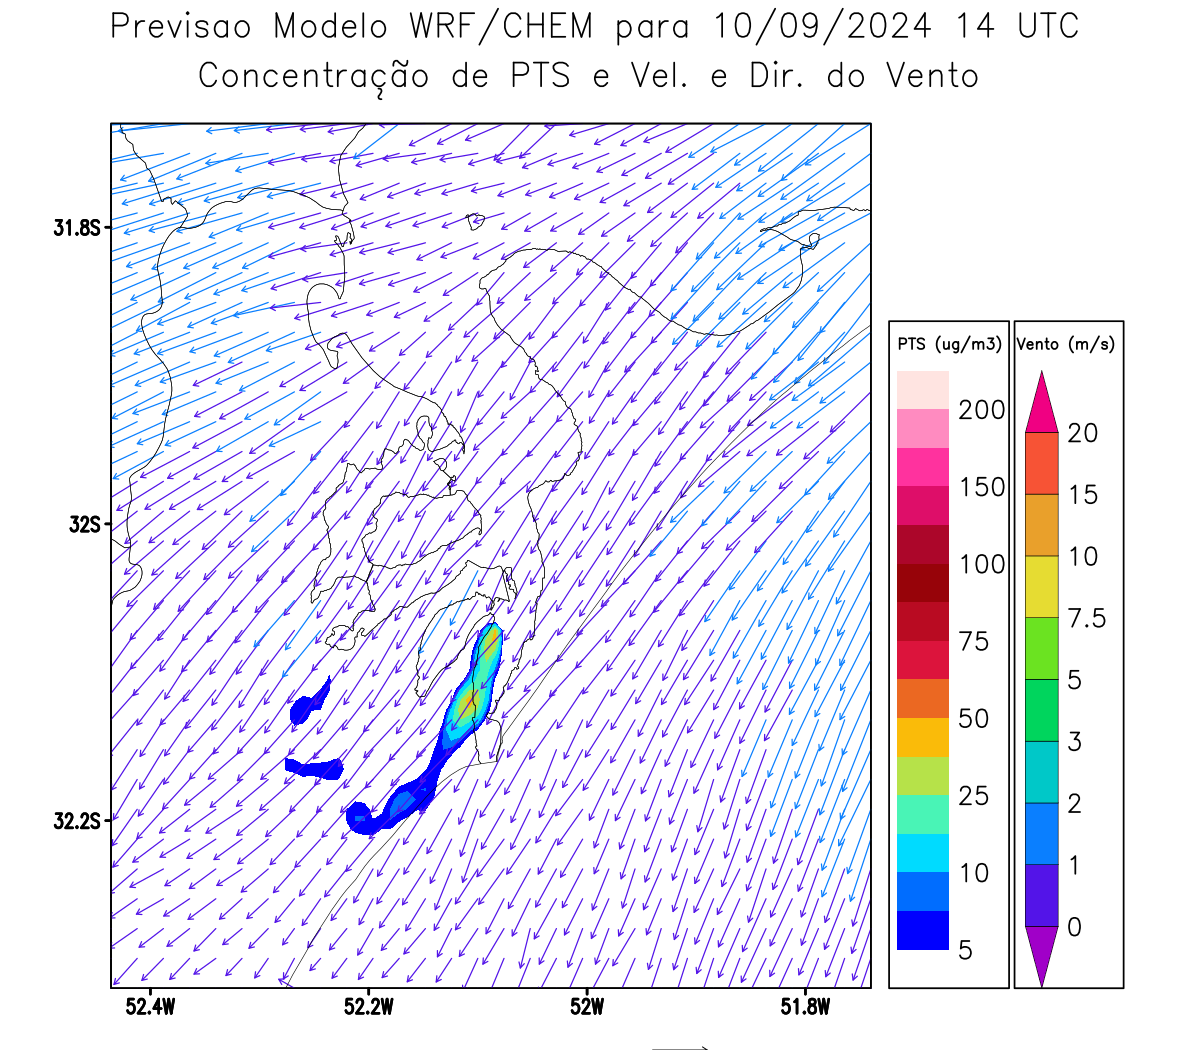 Previsao Modelo WRF/CHEM para 10/09/2024 14 UTC
Concentração de PTS e Vel. e Dir. do Vento
31.8S
32S
32.2S
52.4W 52.2W 52W 51.8W
PTS (ug/m3)
200
150
100
75
50
25
10
5
Vento (m/s)
20
15
10
7.5
5
3
2
1
0